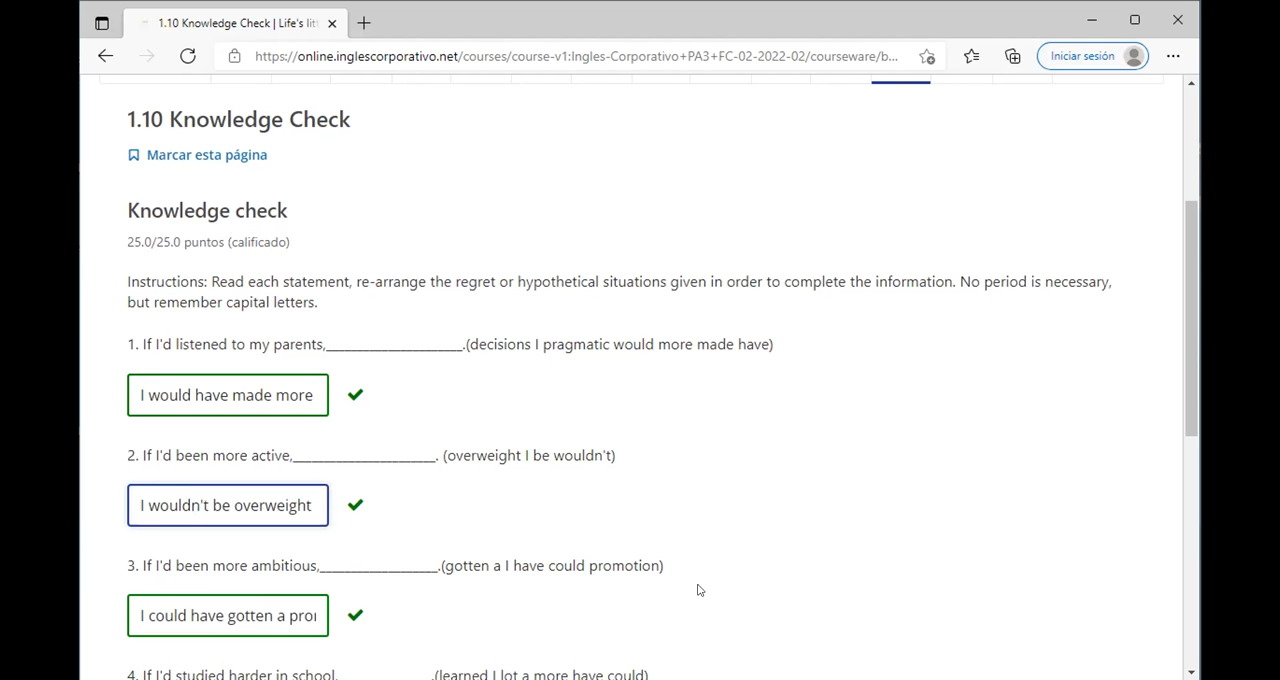 1.10 Knowledge Check | Life's litt
https://online.inglescorporativo.net/courses/course-v1:Ingles-Corporativo+PA3+FC-02-2022-02/courseware/b...
Iniciar sesión
1.10 Knowledge Check
Marcar esta página
Knowledge check
25.0/25.0 puntos (calificado)
Instructions: Read each statement, re-arrange the regret or hypothetical situations given in order to complete the information. No period is necessary,
but remember capital letters.
1. If I'd listened to my parents,____________________.(decisions I pragmatic would more made have)
I would have made more
2. If I'd been more active,_____________________. (overweight I be wouldn't)
I wouldn't be overweight
3. If I'd been more ambitious,_________________.(gotten a I have could promotion)
I could have gotten a pro
4. If I'd studied harder in school,______________.(learned I lot a more have could)